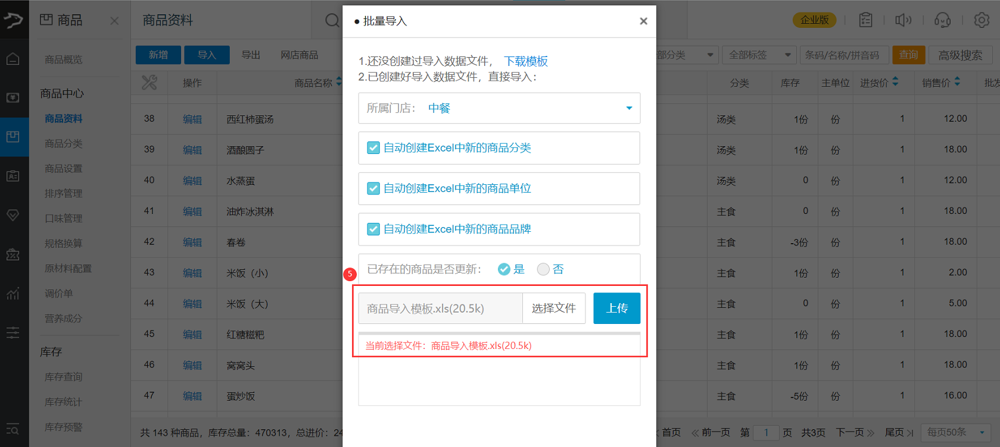 商品
商品资料
企业版
商品概览
商品中心
商品资料
商品分类
商品设置
排序管理
口味管理
规格换算
原材料配置
调价单
营养成分
库存
库存查询
库存统计
库存预警
新增 导入 导出 网店商品
部分类 全部标签 条码/名称/拼音码 查询 高级搜索
操作 商品名称 分类 库存 主单位 进货价 销售价 批发
38 编辑 西红柿蛋汤 汤类 1份 份 1 12.00
39 编辑 酒酿圆子 汤类 1份 份 1 18.00
40 编辑 水蒸蛋 汤类 0 份 1 12.00
41 编辑 油炸冰淇淋 主食 0 份 1 18.00
42 编辑 春卷 主食 -3份 份 1 18.00
43 编辑 米饭（小） 主食 1份 份 1 2.00
44 编辑 米饭（大） 主食 0 份 1 5.00
45 编辑 红糖糍粑 主食 1份 份 1 18.00
46 编辑 窝窝头 主食 1份 份 1 18.00
47 编辑 蛋炒饭 主食 -5份 份 1 16.00
共 143 种商品，库存总量：470313，总进价：24
首页 前一页 第 1 页 共3页 下一页 尾页 每页50条
● 批量导入 ×
1.还没创建过导入数据文件， 下载模板
2.已创建好导入数据文件，直接导入：
所属门店： 中餐
自动创建Excel中新的商品分类
自动创建Excel中新的商品单位
自动创建Excel中新的商品品牌
已存在的商品是否更新： 是 否
5
商品导入模板.xls(20.5k) 选择文件 上传
当前选择文件：商品导入模板.xls(20.5k)